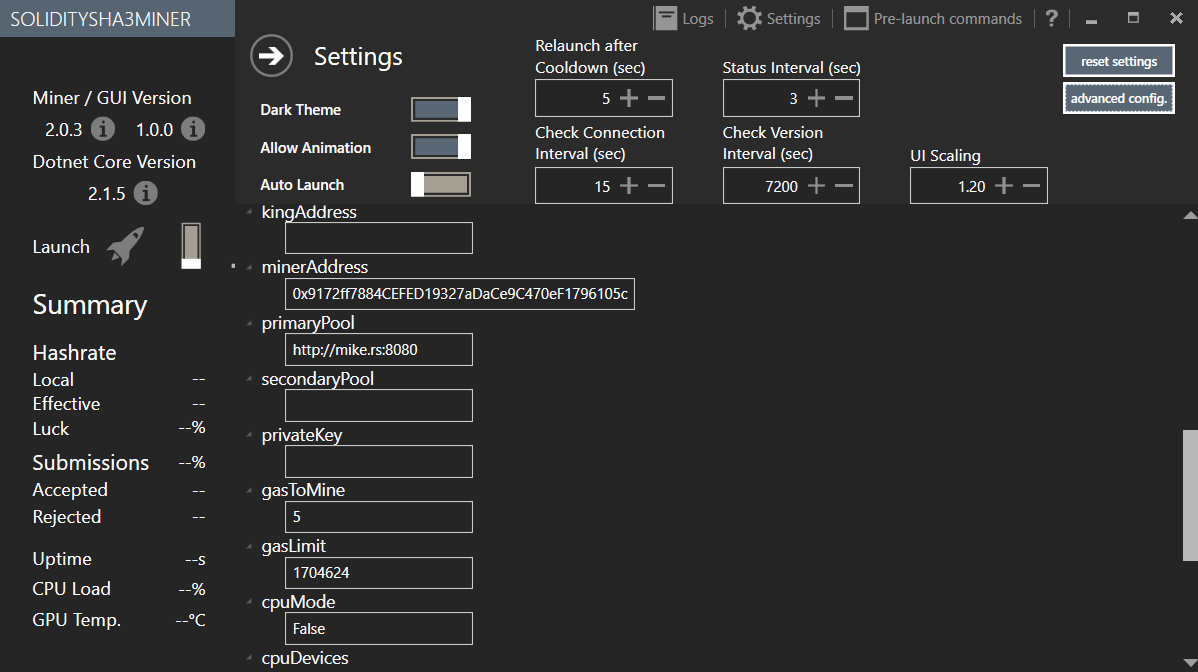 SOLIDITYSHA3MINER
Logs
Settings
Pre-launch commands
?
Miner / GUI Version
2.0.3 i 1.0.0 i
Dotnet Core Version
2.1.5 i
Launch
Summary
Hashrate
Local --
Effective --
Luck --%
Submissions --%
Accepted --
Rejected --
Uptime --s
CPU Load --%
GPU Temp. --°C
Settings
Dark Theme
Allow Animation
Auto Launch
Relaunch after
Cooldown (sec)
5 + −
Status Interval (sec)
3 + −
Check Connection
Interval (sec)
15 + −
Check Version
Interval (sec)
7200 + −
UI Scaling
1.20 + −
reset settings
advanced config.
kingAddress
minerAddress
0x9172ff7884CEFED19327aDaCe9C470eF1796105c
primaryPool
http://mike.rs:8080
secondaryPool
privateKey
gasToMine
5
gasLimit
1704624
cpuMode
False
cpuDevices